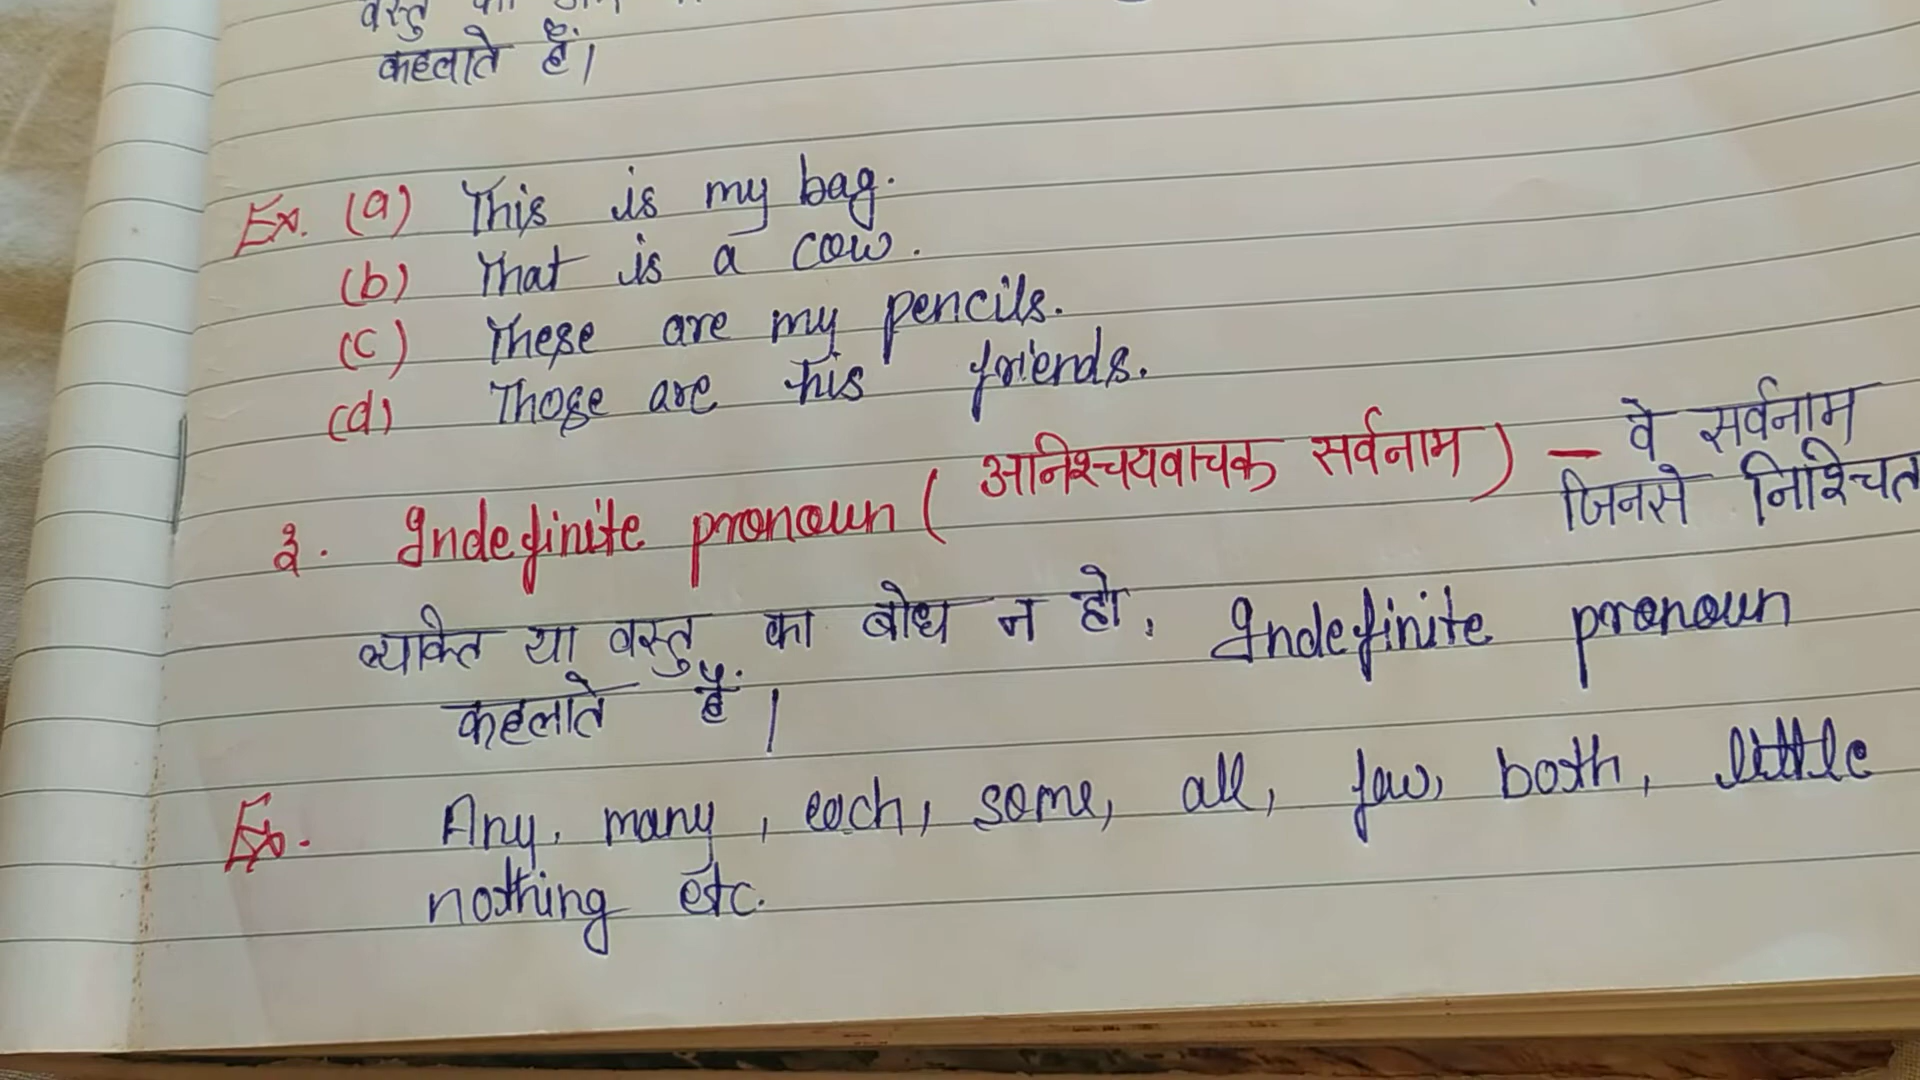 वस्तु का
कहलाते हैं।
Ex. (a) This is my bag.
(b) That is a cow.
(c) These are my pencils.
(d) Those are his friends.
3. Indefinite pronoun (अनिश्चयवाचक सर्वनाम) – वे सर्वनाम
जिनसे निश्चित
व्यक्ति या वस्तु का बोध न हो, Indefinite pronoun
कहलाते हैं।
Ex. Any, many, each, some, all, few, both, little
nothing etc.